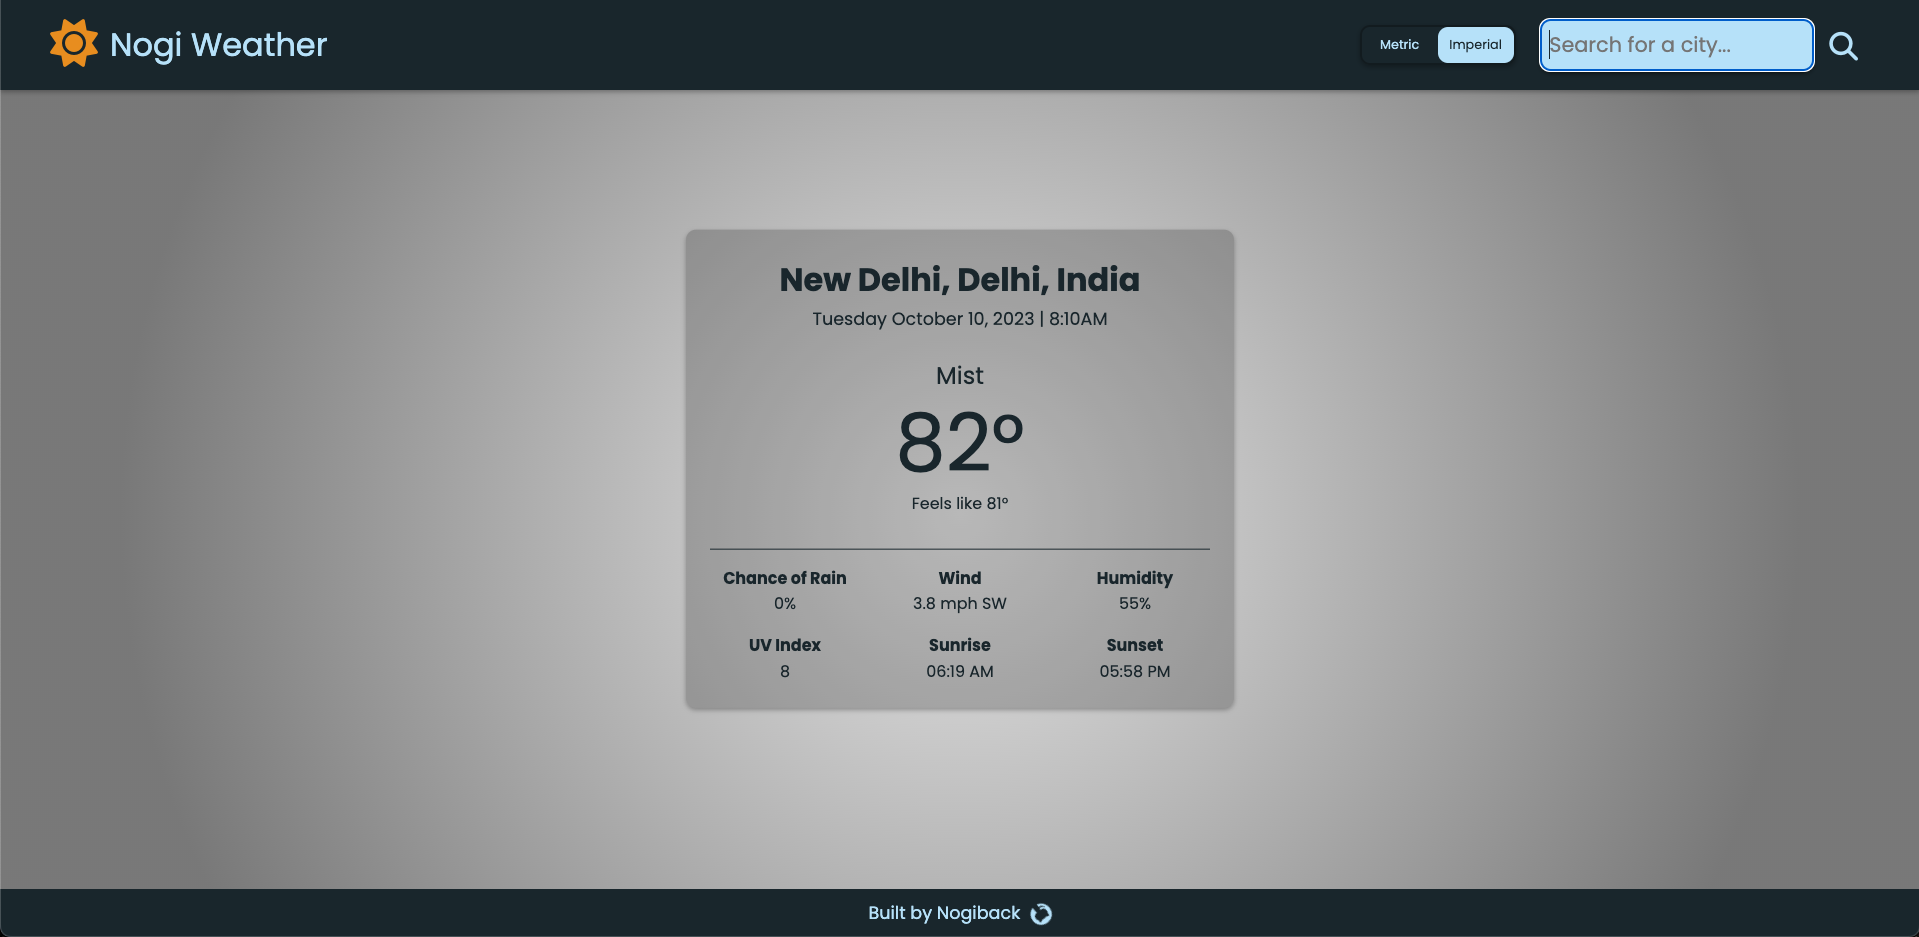 Nogi Weather
Metric Imperial
Search for a city...
New Delhi, Delhi, India
Tuesday October 10, 2023 | 8:10AM
Mist
82°
Feels like 81°
Chance of Rain Wind Humidity
0% 3.8 mph SW 55%
UV Index Sunrise Sunset
8 06:19 AM 05:58 PM
Built by Nogiback